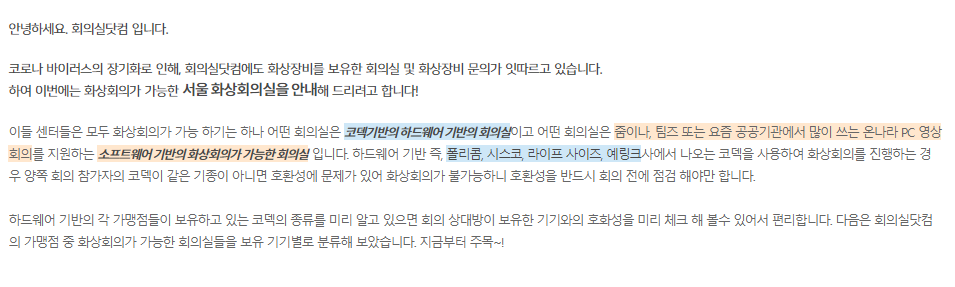 안녕하세요. 회의실닷컴 입니다.
코로나 바이러스의 장기화로 인해, 회의실닷컴에도 화상장비를 보유한 회의실 및 화상장비 문의가 잇따르고 있습니다.
하여 이번에는 화상회의가 가능한 서울 화상회의실을 안내해 드리려고 합니다!
이들 센터들은 모두 화상회의가 가능 하기는 하나 어떤 회의실은 코덱기반의 하드웨어 기반의 회의실이고 어떤 회의실은 줌이나, 팀즈 또는 요즘 공공기관에서 많이 쓰는 온나라 PC 영상
회의를 지원하는 소프트웨어 기반의 화상회의가 가능한 회의실 입니다. 하드웨어 기반 즉, 폴리콤, 시스코, 라이프 사이즈, 에링크사에서 나오는 코덱을 사용하여 화상회의를 진행하는 경
우 양쪽 회의 참가자의 코덱이 같은 기종이 아니면 호환성에 문제가 있어 화상회의가 불가능하니 호환성을 반드시 회의 전에 점검 해야만 합니다.
하드웨어 기반의 각 가맹점들이 보유하고 있는 코덱의 종류를 미리 알고 있으면 회의 상대방이 보유한 기기와의 호화성을 미리 체크 해 볼수 있어서 편리합니다. 다음은 회의실닷컴
의 가맹점 중 화상회의가 가능한 회의실들을 보유 기기별로 분류해 보았습니다. 지금부터 주목~!